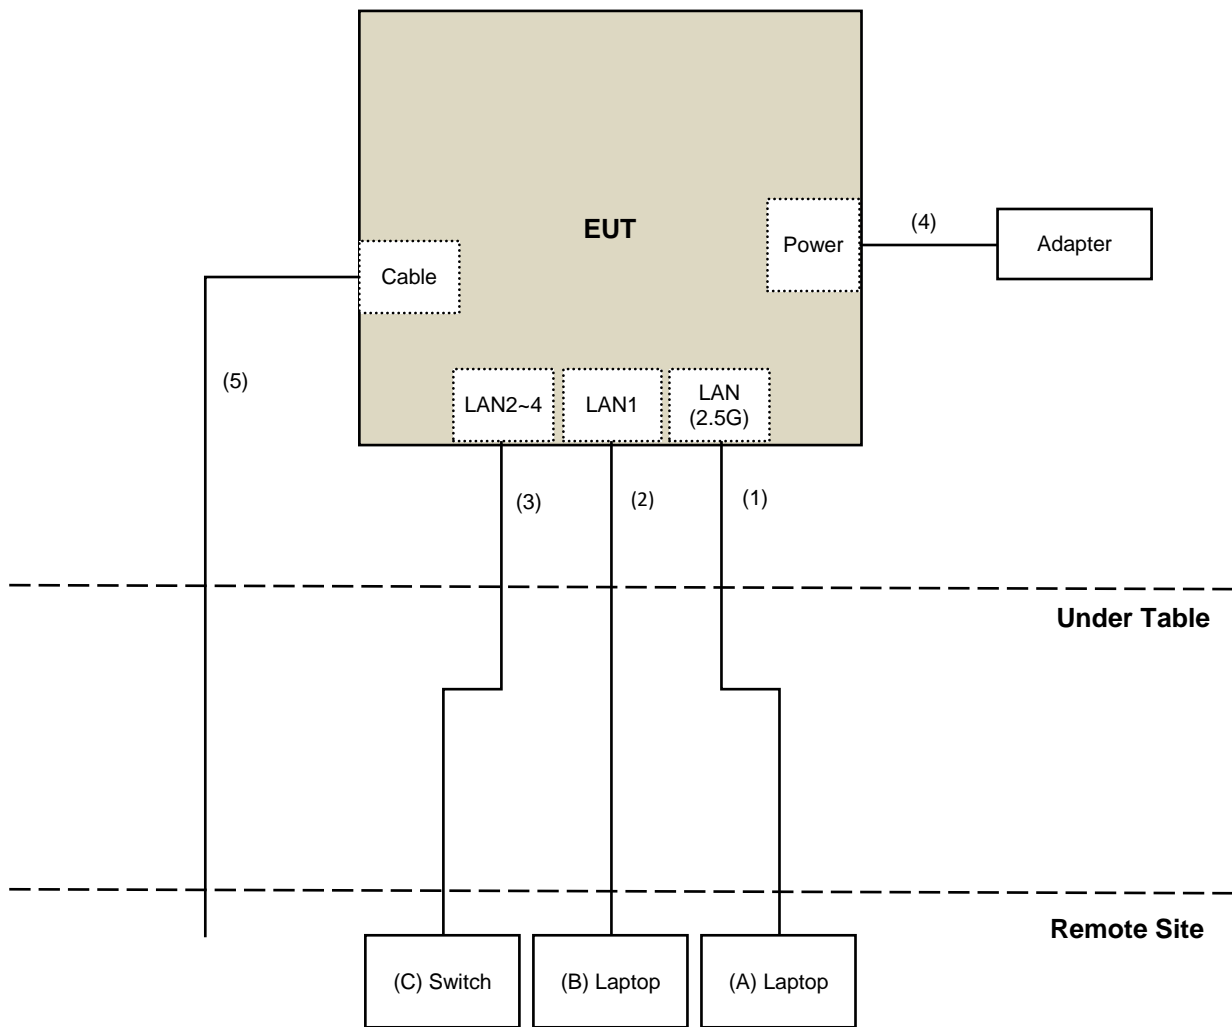 EUT
Power
(4)
Adapter
Cable
(5)
LAN2~4
LAN1
LAN
(2.5G)
(3)
(2)
(1)
Under Table
Remote Site
(C) Switch
(B) Laptop
(A) Laptop